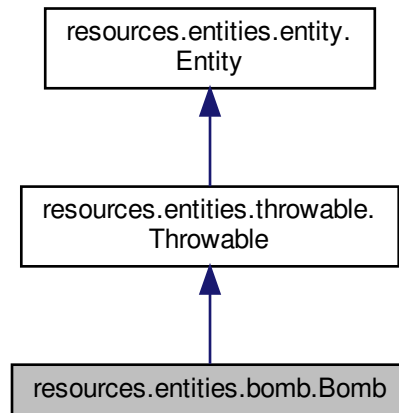 resources.entities.entity.
Entity
resources.entities.throwable.
Throwable
resources.entities.bomb.Bomb